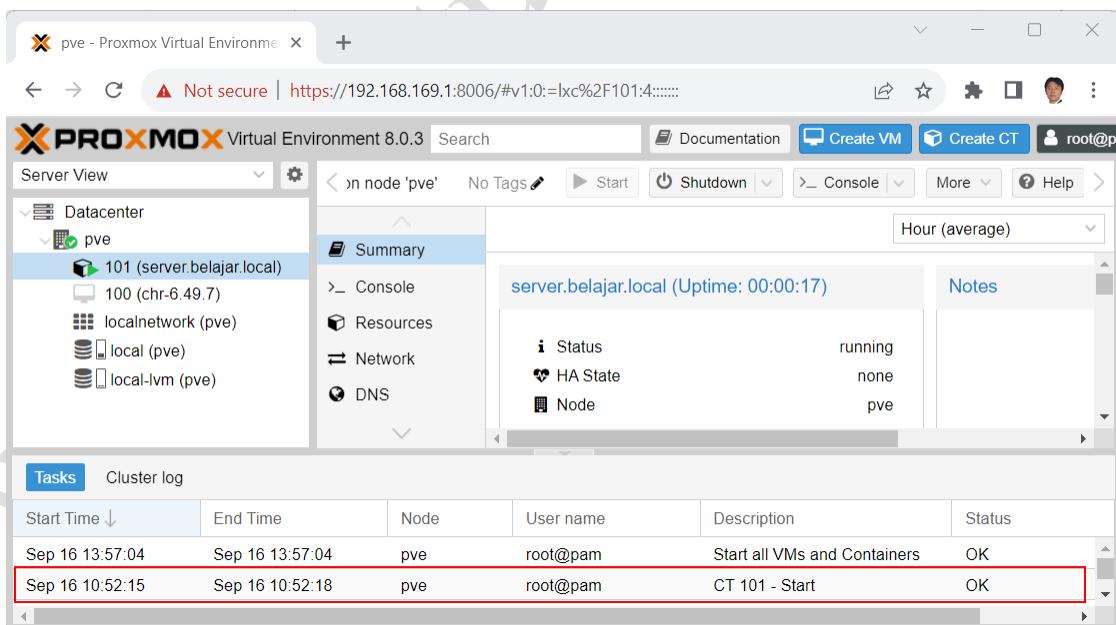 pve - Proxmox Virtual Environme
Not secure | https://192.168.169.1:8006/#v1:0:=lxc%2F101:4:::::::
PROXMOX Virtual Environment 8.0.3 Search Documentation Create VM Create CT root@p
Server View on node 'pve' No Tags Start Shutdown >_ Console More Help
Datacenter
pve
101 (server.belajar.local)
100 (chr-6.49.7)
localnetwork (pve)
local (pve)
local-lvm (pve)
Summary
>_ Console
Resources
Network
DNS
Hour (average)
server.belajar.local (Uptime: 00:00:17)
Status running
HA State none
Node pve
Notes
Tasks Cluster log
Start Time End Time Node User name Description Status
Sep 16 13:57:04 Sep 16 13:57:04 pve root@pam Start all VMs and Containers OK
Sep 16 10:52:15 Sep 16 10:52:18 pve root@pam CT 101 - Start OK